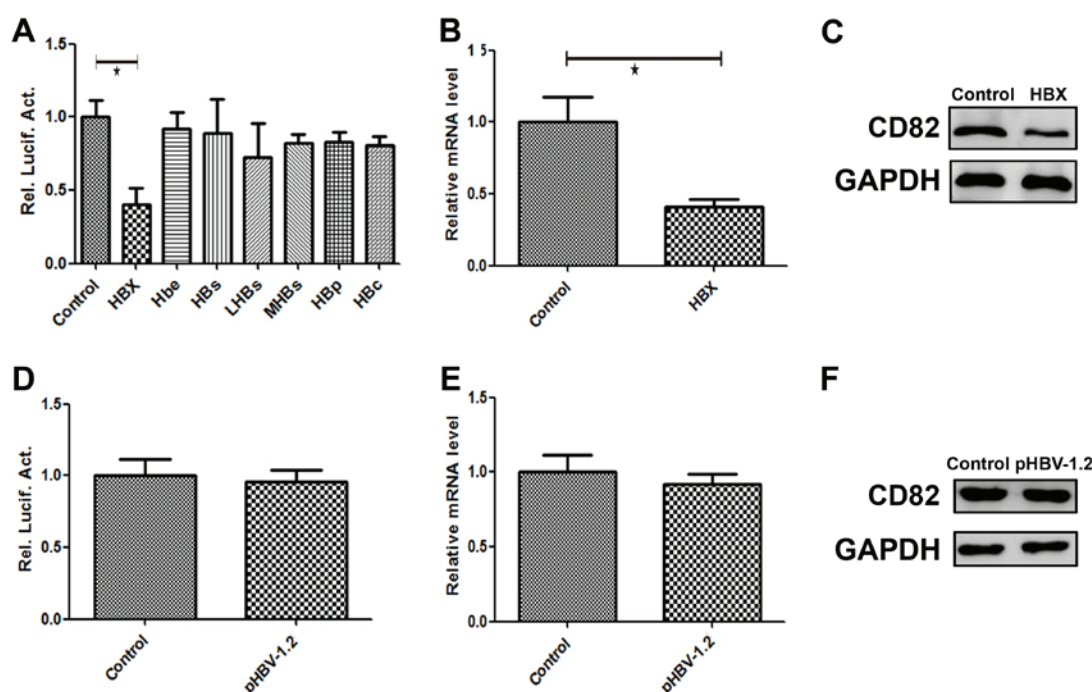 A
Rel. Lucif. Act.
1.5
1.0
0.5
0.0
Control
HBX
Hbe
HBs
LHBs
MHBs
HBp
HBc
B
Relative mRNA level
1 5
1.0
0.5
0.0
Control
HBX
C
Control HBX
CD82
GAPDH
D
Rel. Lucif. Act.
1.5
1.0
0.5
0.0
Control
pHBV-1.2
E
Relative mRNA level
1.5
1.0
0.5
0.0
Control
pHBV-1.2
F
Control pHBV-1.2
CD82
GAPDH